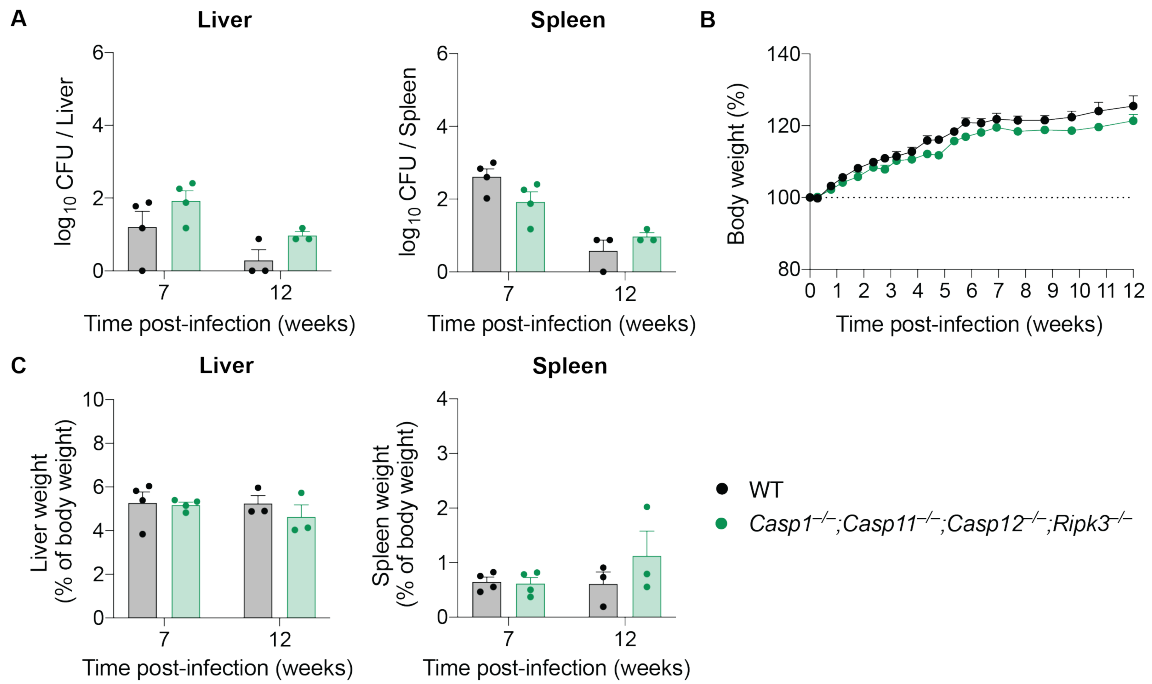 A
Liver
log10 CFU / Liver
6
4
2
0
7
12
Time post-infection (weeks)
Spleen
log10 CFU / Spleen
6
4
2
0
7
12
Time post-infection (weeks)
B
Body weight (%)
140
120
100
80
0 1 2 3 4 5 6 7 8 9 10 11 12
Time post-infection (weeks)
C
Liver
Liver weight
(% of body weight)
10
8
6
4
2
0
7
12
Time post-infection (weeks)
Spleen
Spleen weight
(% of body weight)
4
3
2
1
0
7
12
Time post-infection (weeks)
WT
Casp1–/–;Casp11–/–;Casp12–/–;Ripk3–/–